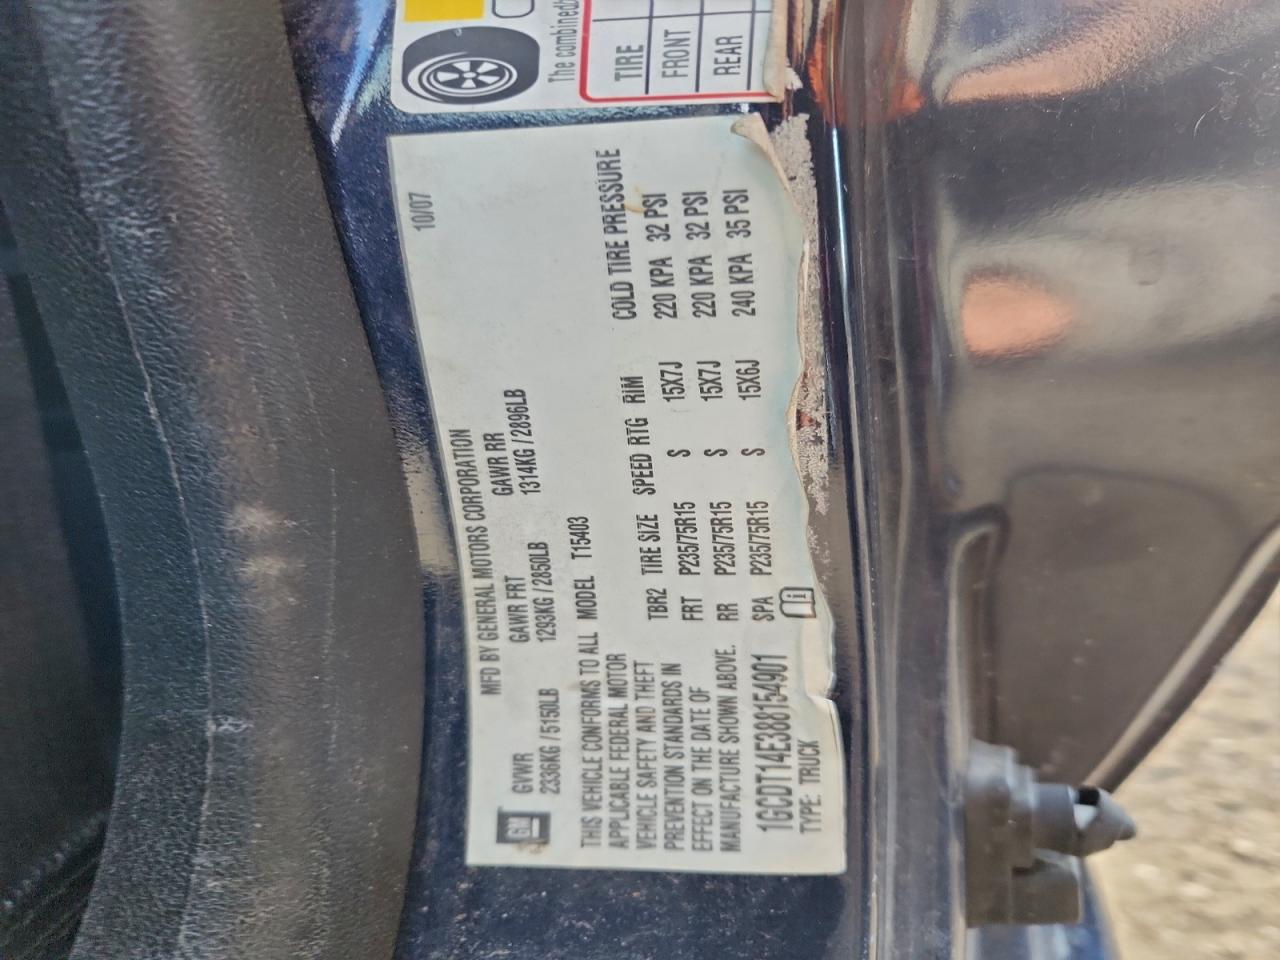 10/07
MFD BY GENERAL MOTORS CORPORATION
GM
GVWR GAWR FRT GAWR RR
2336KG / 5150LB 1293KG / 2850LB 1314KG / 2896LB
THIS VEHICLE CONFORMS TO ALL
APPLICABLE FEDERAL MOTOR
VEHICLE SAFETY AND THEFT
PREVENTION STANDARDS IN
EFFECT ON THE DATE OF
MANUFACTURE SHOWN ABOVE.
1GCDT14E388154901
TYPE: TRUCK
MODEL T15403
TBR2 TIRE SIZE SPEED RTG RIM COLD TIRE PRESSURE
FRT P235/75R15 S 15X7J 220 KPA 32 PSI
RR P235/75R15 S 15X7J 220 KPA 32 PSI
SPA P235/75R15 S 15X6J 240 KPA 35 PSI
The combined
TIRE
FRONT
REAR